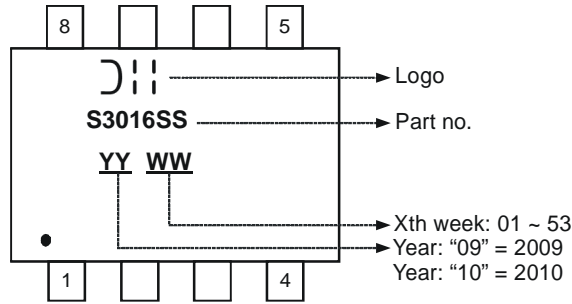 8 5
Logo
S3016SS Part no.
YY WW
Xth week: 01 ~ 53
Year: “09” = 2009
Year: “10” = 2010
1 4